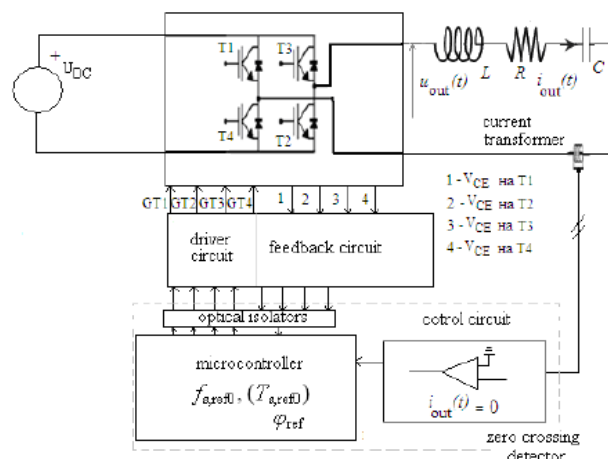 +
U_DC
T1
T3
T4
T2
u_out(t)
L
R
i_out(t)
C
current
transformer
GT1 GT2 GT3 GT4 1 2 3 4
1 - V_CE на T1
2 - V_CE на T2
3 - V_CE на T3
4 - V_CE на T4
driver
circuit
feedback circuit
optical isolators
cotrol circuit
microcontroller
f_o,ref0, (T_o,ref0)
φ_ref
i_out(t) = 0
zero crossing
detector